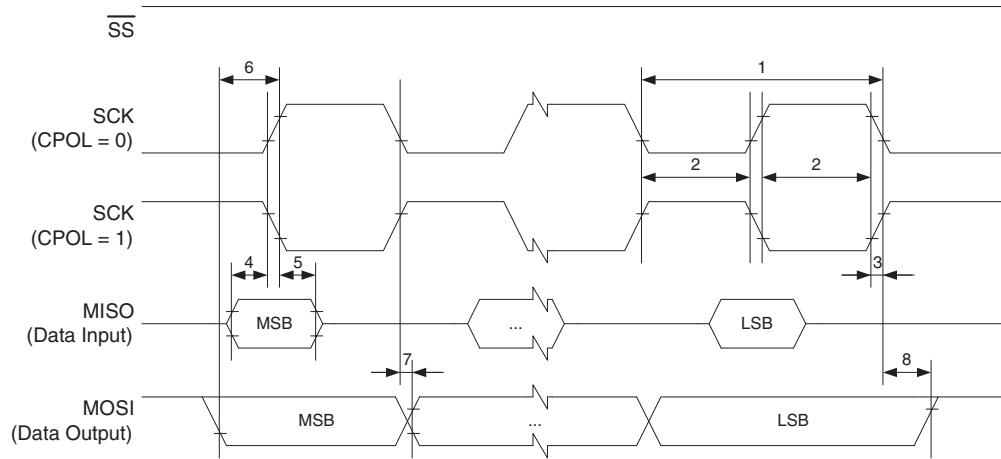 SS
6
1
SCK
(CPOL = 0)
2
2
SCK
(CPOL = 1)
4
5
3
MISO
(Data Input)
MSB
...
LSB
7
8
MOSI
(Data Output)
MSB
...
LSB